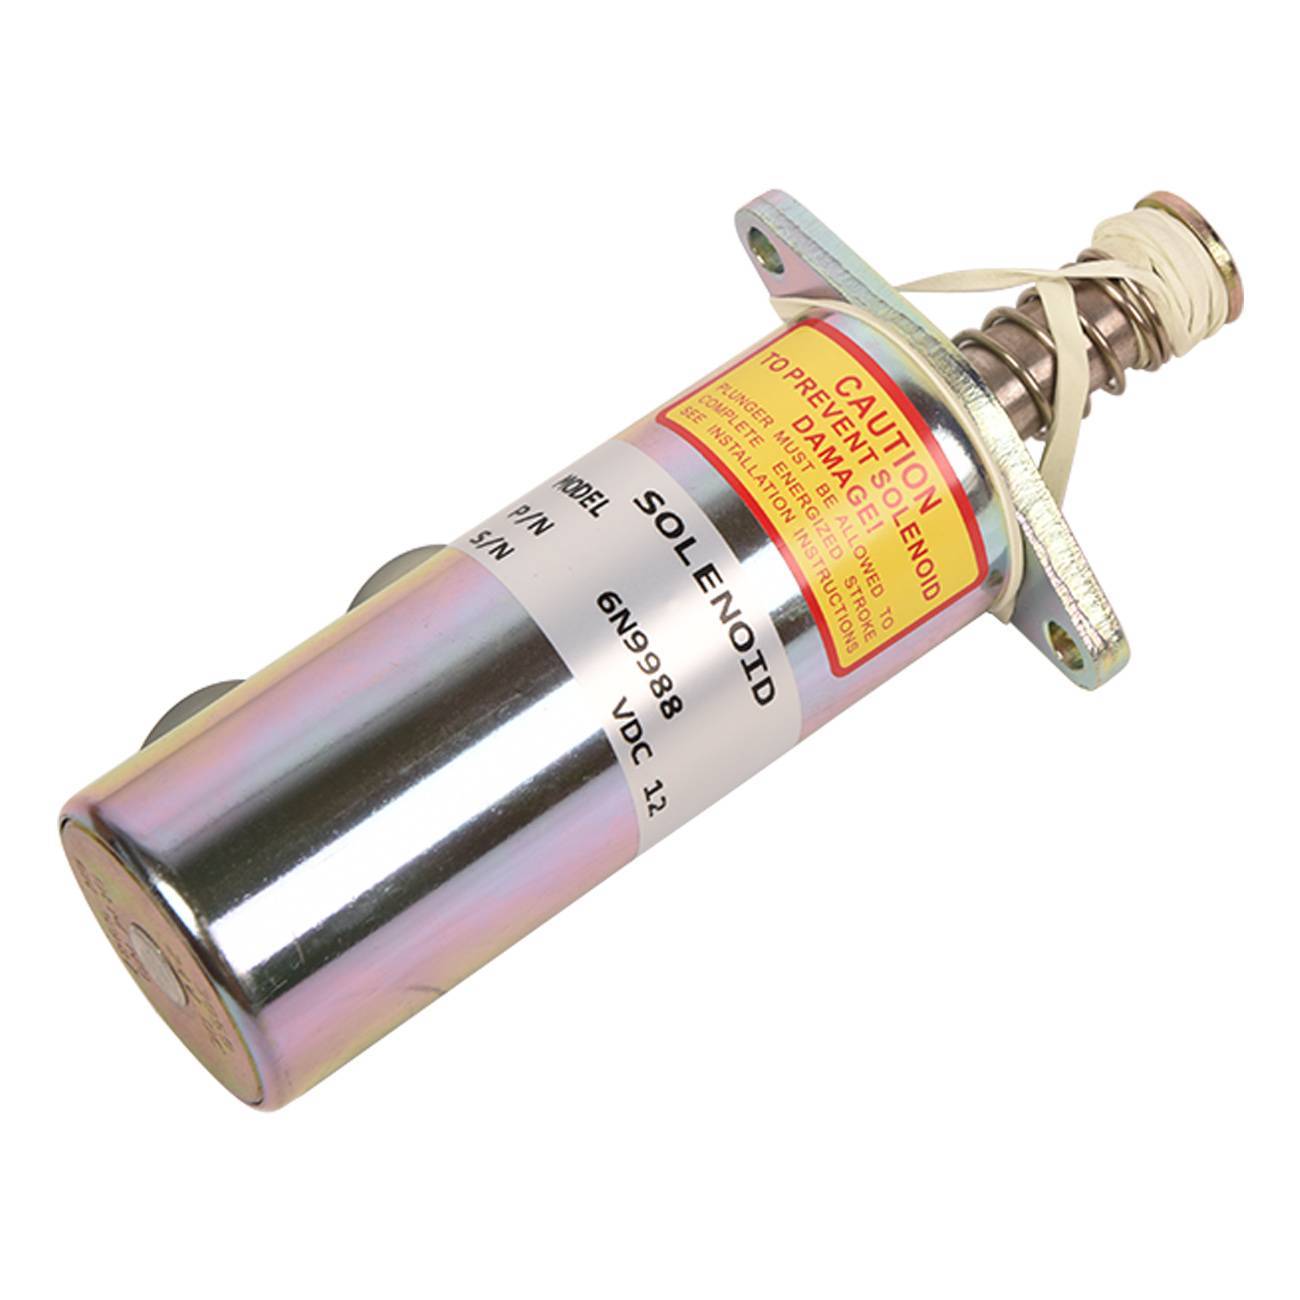 CAUTION
TO PREVENT SOLENOID
DAMAGE!
PLUNGER MUST BE ALLOWED TO
COMPLETE ENERGIZED STROKE
SEE INSTALLATION INSTRUCTIONS
SOLENOID
MODEL
P/N 6N9988
S/N VDC 12